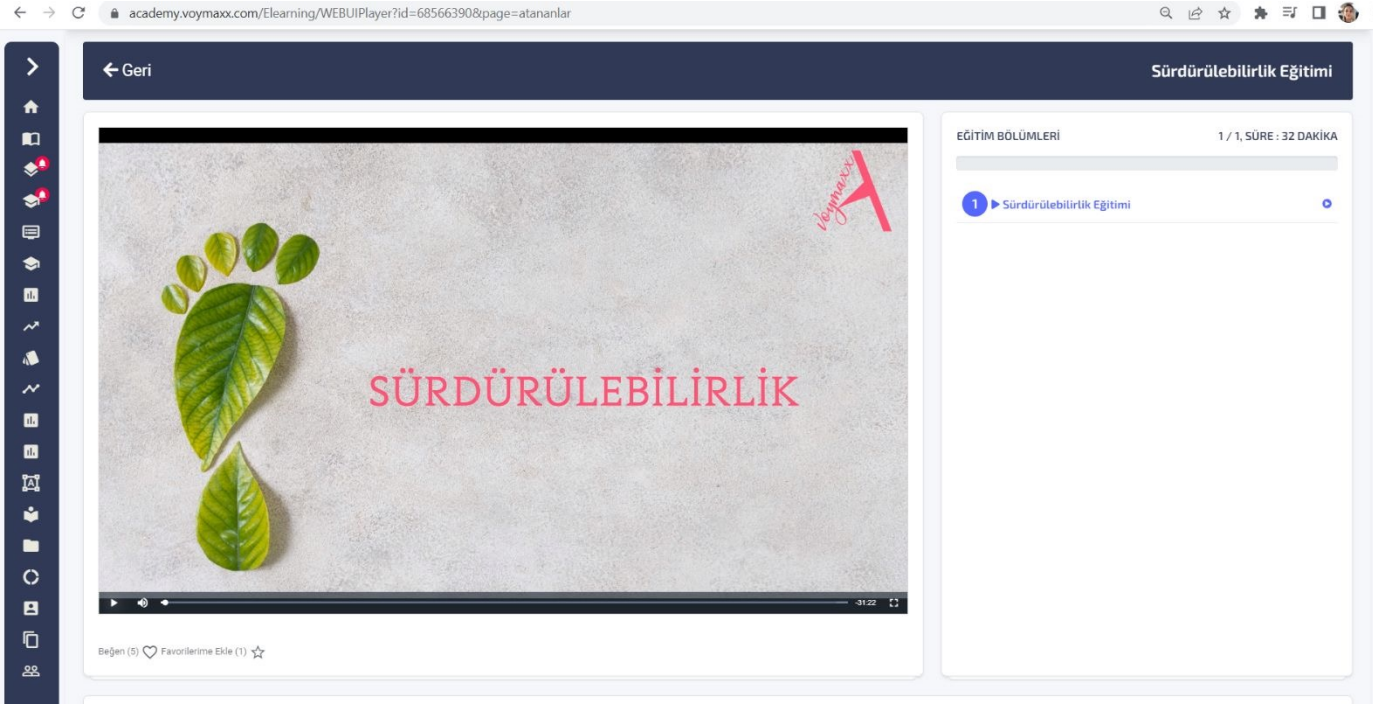 academy.voymaxx.com/Elearning/WEBUIPlayer?id=68566390&page=atananlar
Geri
Sürdürülebilirlik Eğitimi
voymaxx
SÜRDÜRÜLEBİLİRLİK
-31:22
Beğen (5) Favorilerime Ekle (1)
EĞİTİM BÖLÜMLERİ
1 / 1, SÜRE : 32 DAKİKA
1 Sürdürülebilirlik Eğitimi